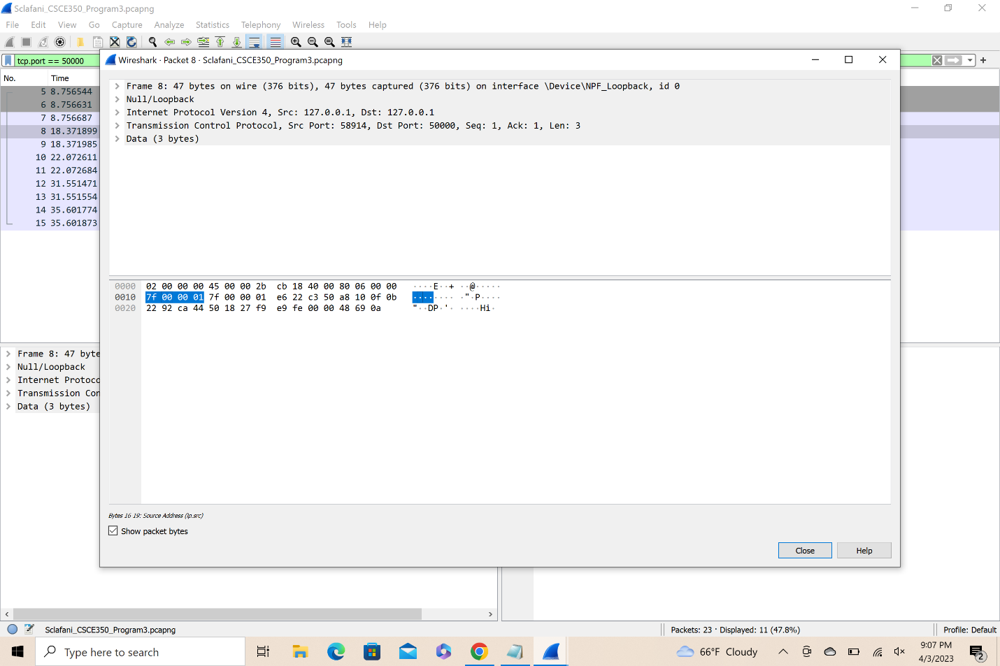 Sclafani_CSCE350_Program3.pcapng
File Edit View Go Capture Analyze Statistics Telephony Wireless Tools Help
tcp.port == 50000
Wireshark · Packet 8 · Sclafani_CSCE350_Program3.pcapng
No. Time
5 8.756544
6 8.756631
7 8.756687
8 18.371899
9 18.371985
10 22.072611
11 22.072684
12 31.551471
13 31.551554
14 35.601774
15 35.601873
Frame 8: 47 bytes on wire (376 bits), 47 bytes captured (376 bits) on interface \Device\NPF_Loopback, id 0
Null/Loopback
Internet Protocol Version 4, Src: 127.0.0.1, Dst: 127.0.0.1
Transmission Control Protocol, Src Port: 58914, Dst Port: 50000, Seq: 1, Ack: 1, Len: 3
Data (3 bytes)
0000 02 00 00 00 45 00 00 2b cb 18 40 00 80 06 00 00 ····E··+ ··@·····
0010 7f 00 00 01 7f 00 00 01 e6 22 c3 50 a8 10 0f 0b ········ ·"·P····
0020 22 92 ca 44 50 18 27 f9 e9 fe 00 00 48 69 0a "··DP·'· ····Hi·
Frame 8: 47 byte
Null/Loopback
Internet Protoco
Transmission Con
Data (3 bytes)
Bytes 16-19: Source Address (ip.src)
Show packet bytes
Close Help
Sclafani_CSCE350_Program3.pcapng
Packets: 23 · Displayed: 11 (47.8%)
Profile: Default
Type here to search
66°F Cloudy
9:07 PM
4/3/2023
2